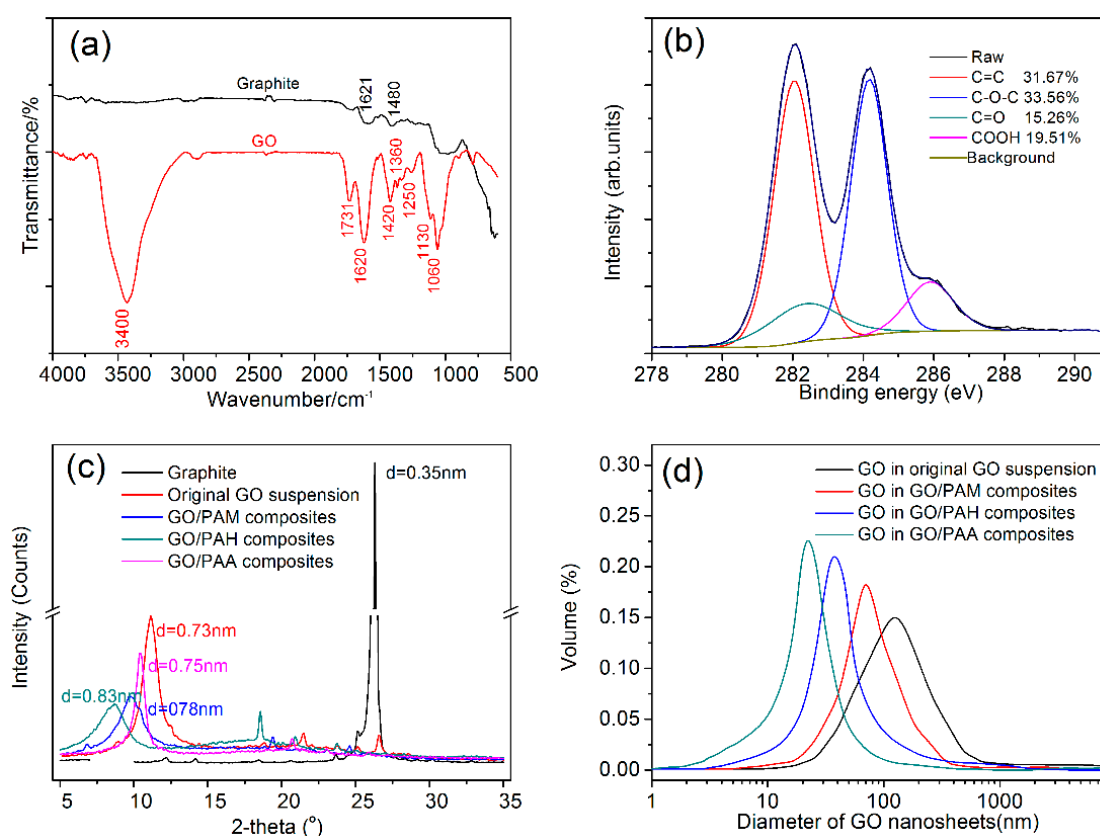 (a)
Graphite
1621
1480
GO
1360
1731
1620
1420
1250
1130
1060
3400
Transmittance/%
4000 3500 3000 2500 2000 1500 1000 500
Wavenumber/cm-1
(b)
Raw
C=C 31.67%
C-O-C 33.56%
C=O 15.26%
COOH 19.51%
Background
Intensity (arb.units)
278 280 282 284 286 288 290
Binding energy (eV)
(c)
Graphite
Original GO suspension
GO/PAM composites
GO/PAH composites
GO/PAA composites
d=0.35nm
d=0.73nm
d=0.75nm
d=0.83nm
d=078nm
Intensity (Counts)
5 10 15 20 25 30 35
2-theta (o)
(d)
GO in original GO suspension
GO in GO/PAM composites
GO in GO/PAH composites
GO in GO/PAA composites
0.30
0.25
0.20
0.15
0.10
0.05
0.00
Volume (%)
1 10 100 1000
Diameter of GO nanosheets(nm)